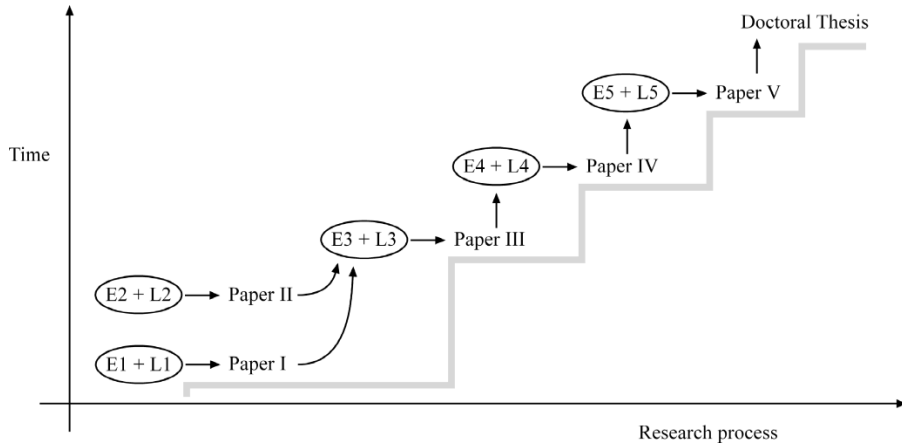 Doctoral Thesis
E5 + L5
Paper V
Time
E4 + L4
Paper IV
E3 + L3
Paper III
E2 + L2
Paper II
E1 + L1
Paper I
Research process